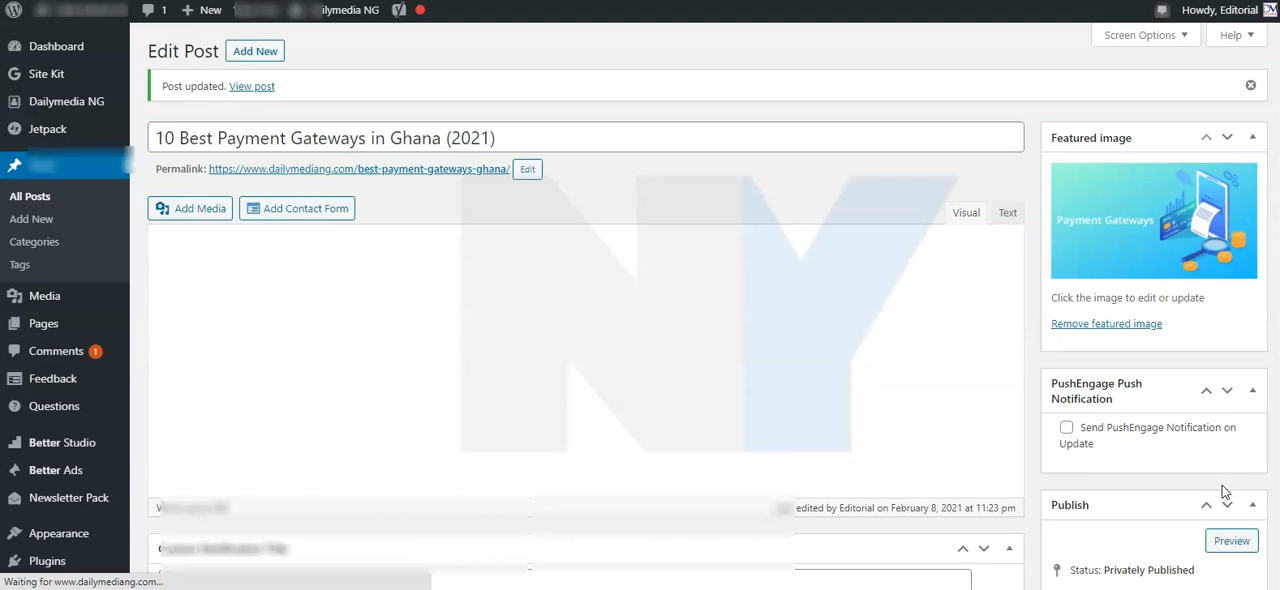 1 New ilymedia NG Howdy, Editorial
Screen Options Help
Dashboard
Site Kit
Dailymedia NG
Jetpack
All Posts
Add New
Categories
Tags
Media
Pages
Comments 1
Feedback
Questions
Better Studio
Better Ads
Newsletter Pack
Appearance
Plugins
Edit Post Add New
Post updated. View post
10 Best Payment Gateways in Ghana (2021)
Permalink: https://www.dailymediang.com/best-payment-gateways-ghana/ Edit
Add Media Add Contact Form Visual Text
NY
edited by Editorial on February 8, 2021 at 11:23 pm
Featured image
Payment Gateways
Click the image to edit or update
Remove featured image
PushEngage Push
Notification
Send PushEngage Notification on
Update
Publish
Preview
Status: Privately Published
Waiting for www.dailymediang.com...